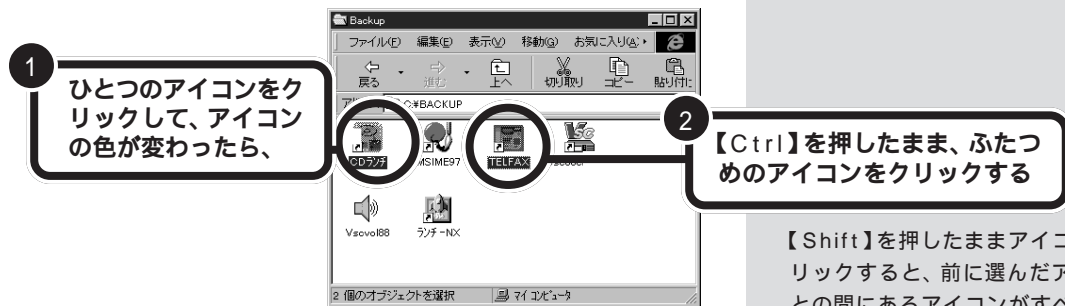 1
ひとつのアイコンをク
リックして、アイコン
の色が変わったら、
Backup
ファイル(F) 編集(E) 表示(V) 移動(G) お気に入り(A)
戻る 進む 上へ 切り取り コピー 貼り付け
C:¥BACKUP
CDランチ MSIME97 TELFAX
Vscvol88 ランチ-NX
2 個のオブジェクトを選択 マイ コンピュータ
2
【Ctrl】を押したまま、ふたつ
めのアイコンをクリックする
【Shift】を押したままアイコ
リックすると、前に選んだア
との間にあるアイコンがすべ